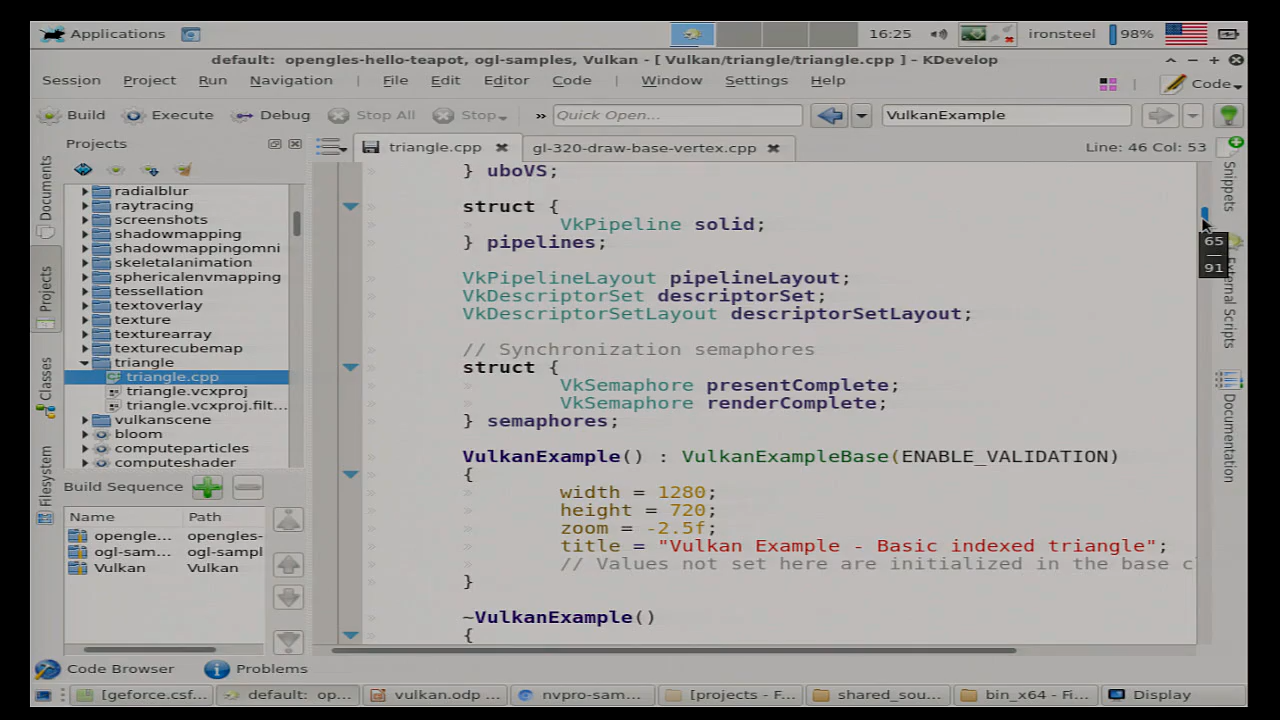 Applications
16:25
ironsteel
98%
default: opengles-hello-teapot, ogl-samples, Vulkan - [ Vulkan/triangle/triangle.cpp ] - KDevelop
Session Project Run Navigation File Edit Editor Code Window Settings Help
Code
Build Execute Debug Stop All Stop » Quick Open... VulkanExample
Projects
triangle.cpp
gl-320-draw-base-vertex.cpp
Line: 46 Col: 53
Documents
Projects
Classes
Filesystem
radialblur
raytracing
screenshots
shadowmapping
shadowmappingomni
skeletalanimation
sphericalenvmapping
tessellation
textoverlay
texture
texturearray
texturecubemap
triangle
triangle.cpp
triangle.vcxproj
triangle.vcxproj.filt...
vulkanscene
bloom
computeparticles
computeshader
Build Sequence
Name Path
opengle... opengles-
ogl-sam... ogl-sampl
Vulkan Vulkan
} uboVS;
struct {
VkPipeline solid;
} pipelines;
VkPipelineLayout pipelineLayout;
VkDescriptorSet descriptorSet;
VkDescriptorSetLayout descriptorSetLayout;
// Synchronization semaphores
struct {
VkSemaphore presentComplete;
VkSemaphore renderComplete;
} semaphores;
VulkanExample() : VulkanExampleBase(ENABLE_VALIDATION)
{
width = 1280;
height = 720;
zoom = -2.5f;
title = "Vulkan Example - Basic indexed triangle";
// Values not set here are initialized in the base c
}
~VulkanExample()
{
65
91
Snippets
External Scripts
Documentation
Code Browser
Problems
[geforce.csf...
default: op...
vulkan.odp ...
nvpro-sam...
[projects - F...
shared_sou...
bin_x64 - Fi...
Display